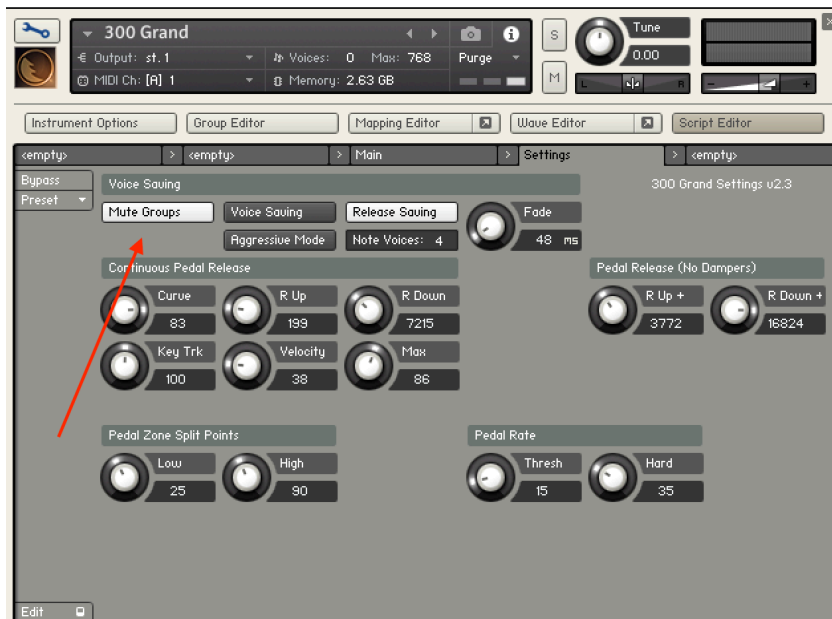 300 Grand
S
Tune
Output: st.1
Voices: 0 Max: 768
Purge
0.00
MIDI Ch: [A] 1
Memory: 2.63 GB
M
L
R
- +
Instrument Options
Group Editor
Mapping Editor
Wave Editor
Script Editor
<empty>
<empty>
Main
Settings
<empty>
Bypass
Preset
Voice Saving
300 Grand Settings v2.3
Mute Groups
Voice Saving
Release Saving
Fade
Aggressive Mode
Note Voices: 4
48 ms
Continuous Pedal Release
Pedal Release (No Dampers)
Curve
R Up
R Down
R Up +
R Down +
83
199
7215
3772
16824
Key Trk
Velocity
Max
100
38
86
Pedal Zone Split Points
Pedal Rate
Low
High
Thresh
Hard
25
90
15
35
Edit